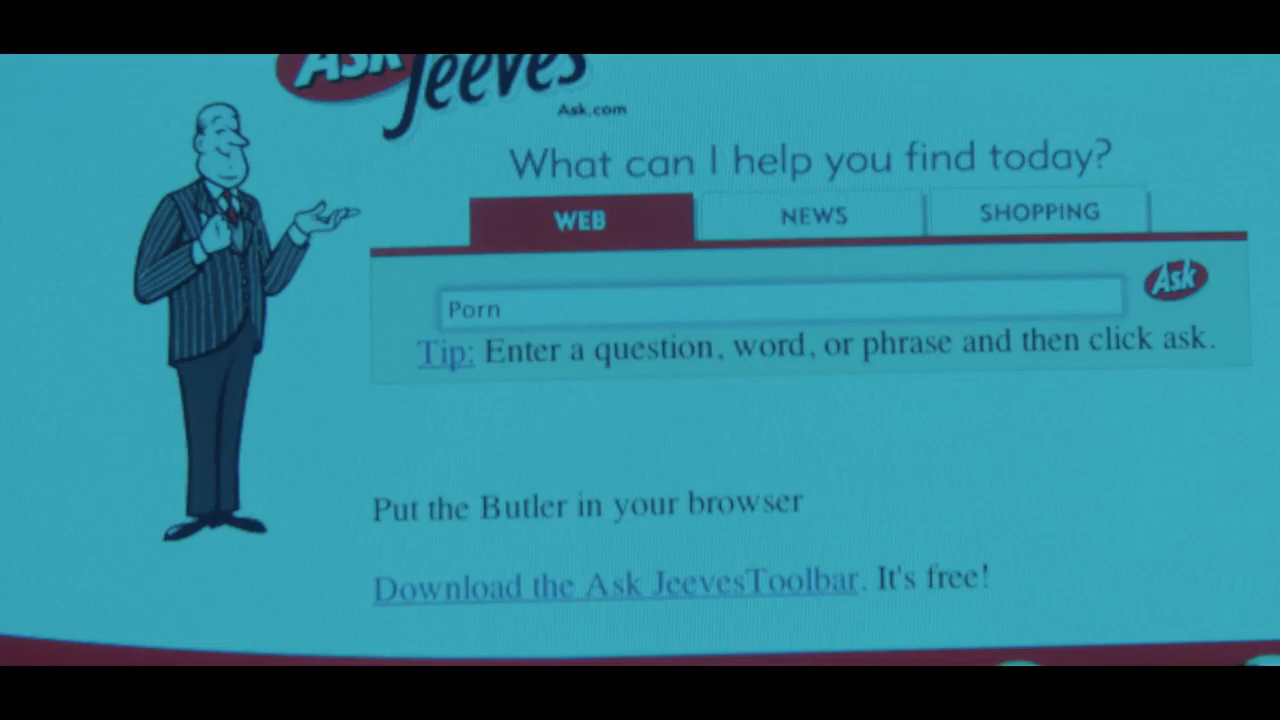 Ask Jeeves
Ask.com
What can I help you find today?
WEB NEWS SHOPPING
Porn Ask
Tip: Enter a question, word, or phrase and then click ask.
Put the Butler in your browser
Download the Ask JeevesToolbar. It's free!